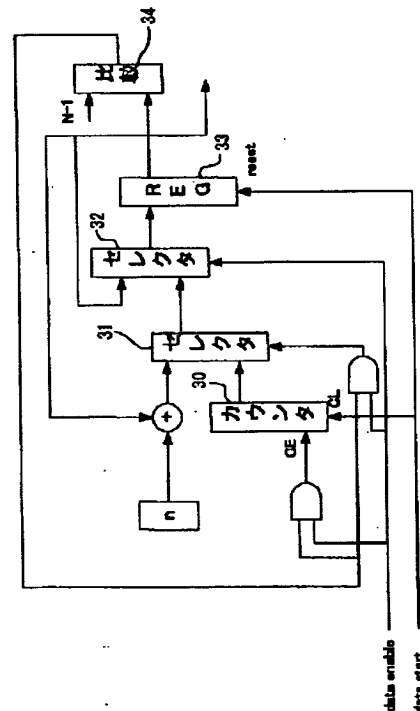 34
比較
N-1
33
REG
reset
32
セレクタ
31
セレクタ
30
カウンタ
CL
CE
+
n
data enable
data start